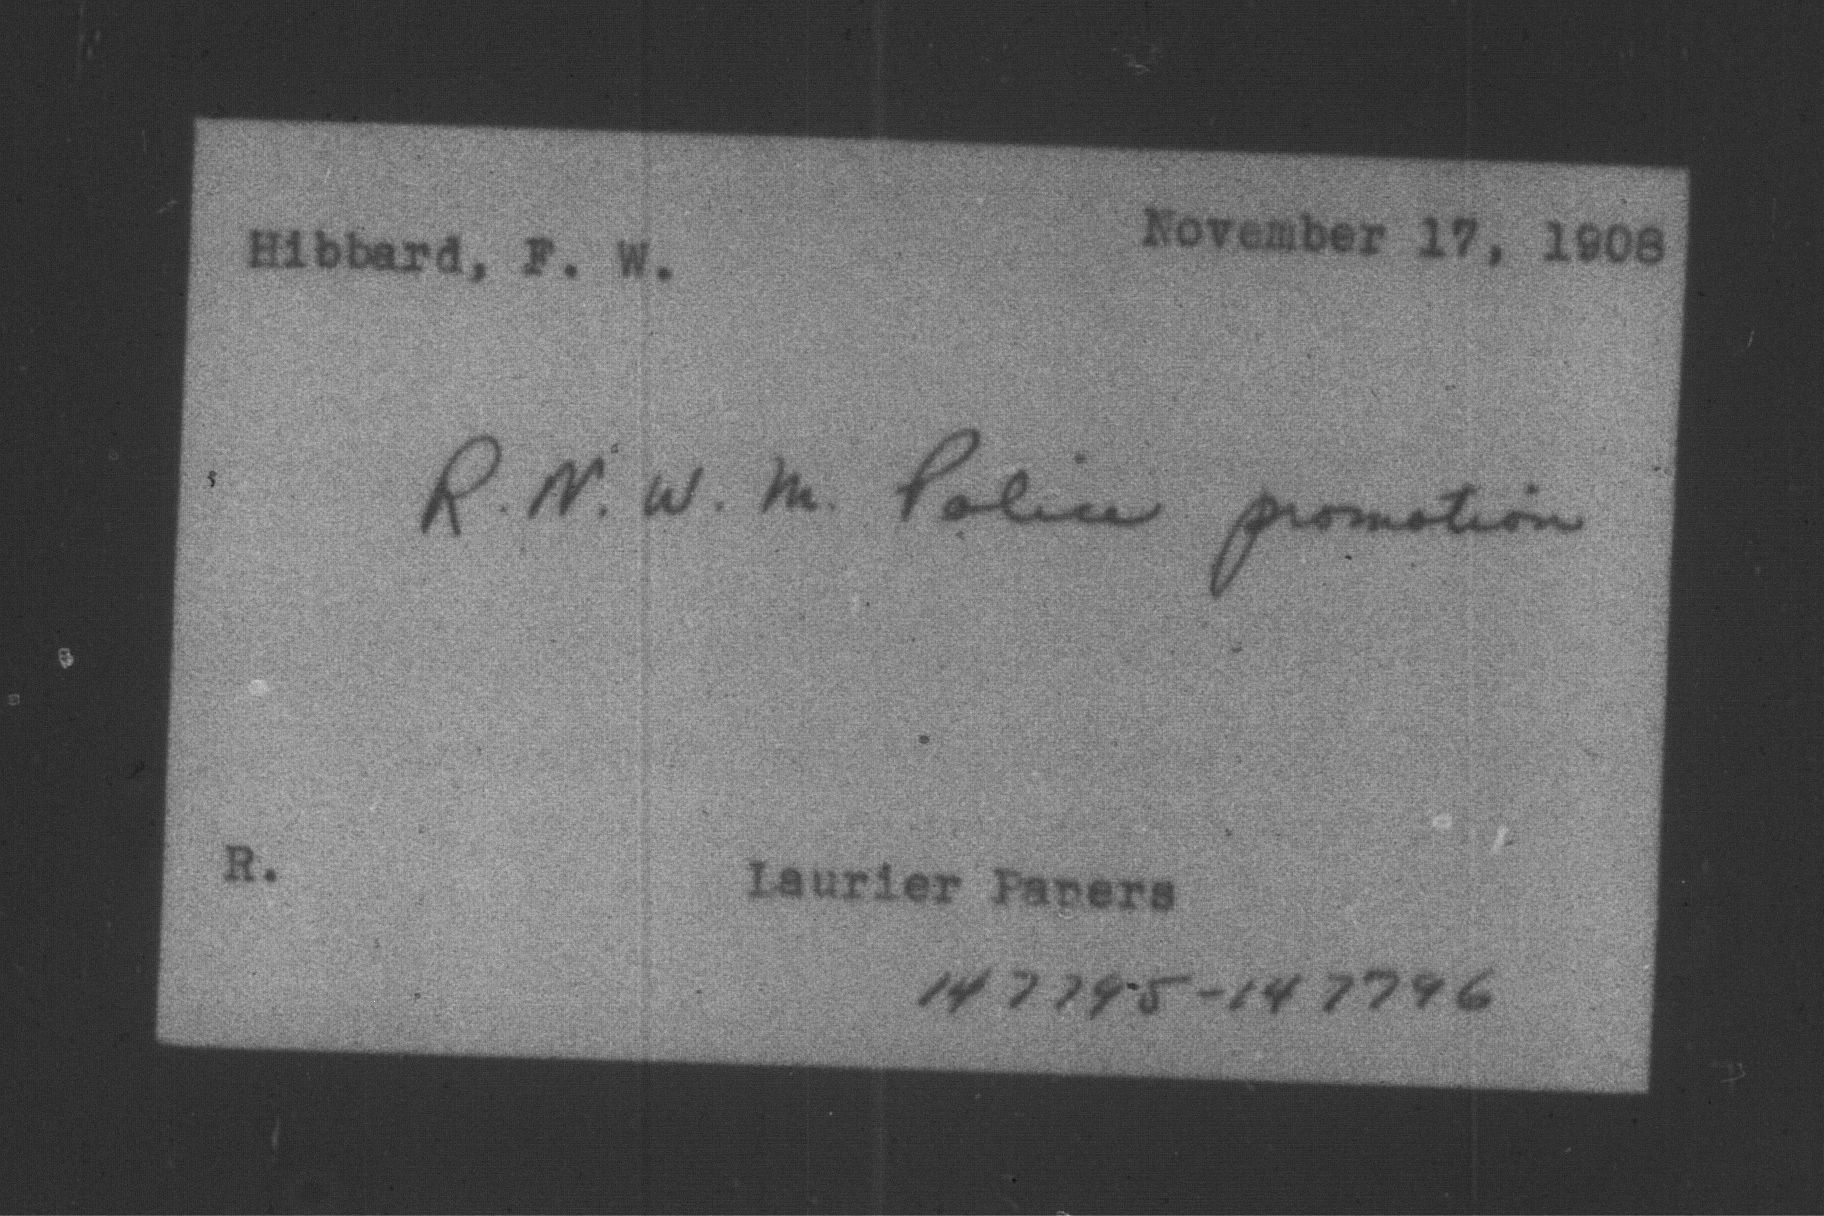 Hibbard, F. W. November 17, 1908
R. N. W. M. Police promotion
R. Laurier Papers
147795-147796